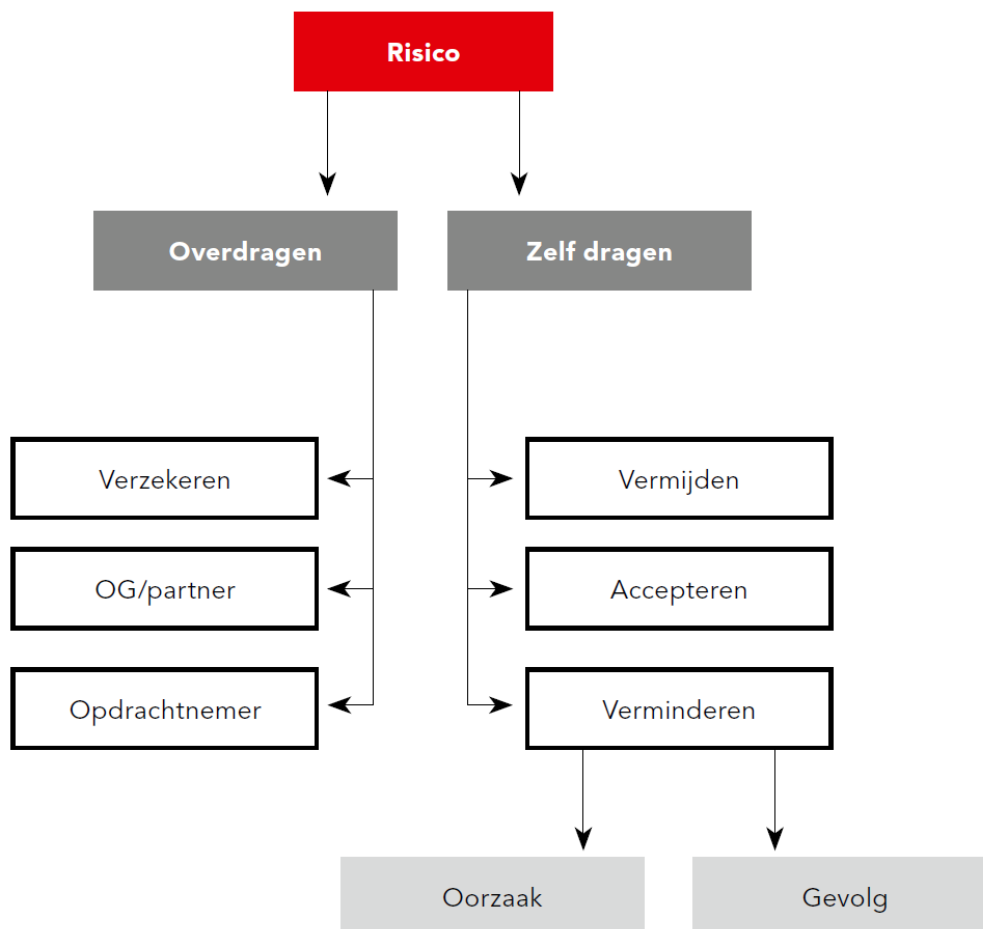 Risico
Overdragen
Zelf dragen
Verzekeren
Vermijden
OG/partner
Accepteren
Opdrachtnemer
Verminderen
Oorzaak
Gevolg